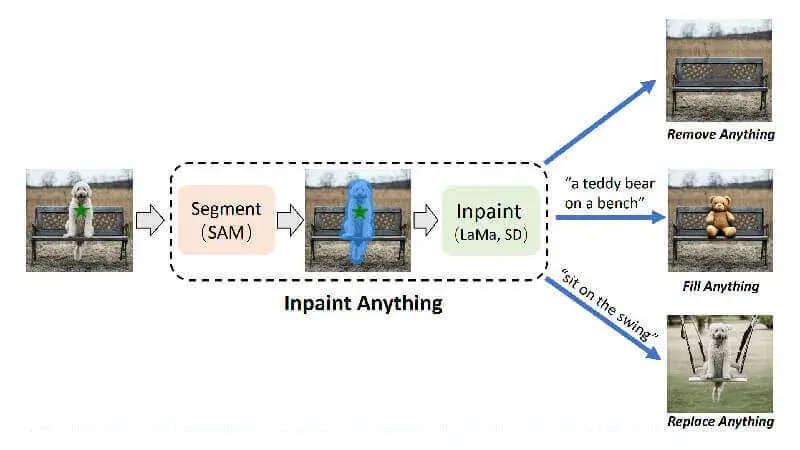 Remove Anything
Segment
(SAM)
Inpaint
(LaMa, SD)
"a teddy bear
on a bench"
Fill Anything
Inpaint Anything
"sit on the swing"
Replace Anything